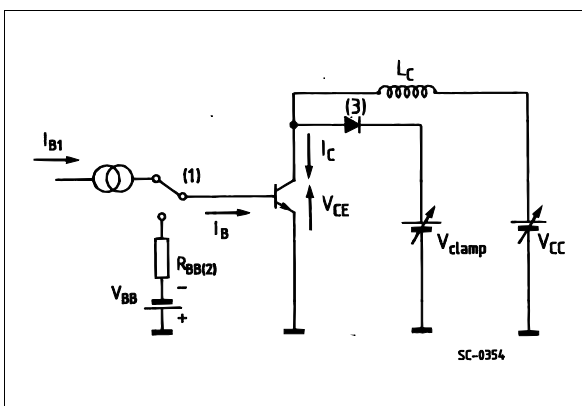 L_C
(3)
I_B1
(1)
I_C
V_CE
I_B
R_BB(2)
V_BB
−
+
V_clamp
V_CC
SC-0354